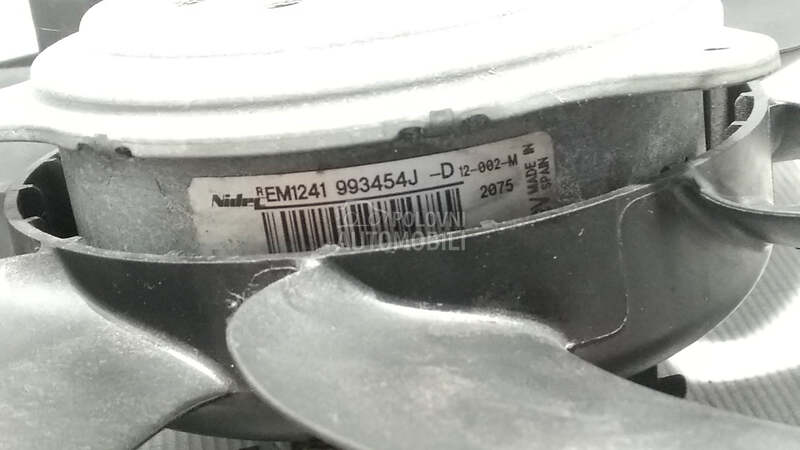 Nidec REM1241 993454J -D 12-002-M
2075
MADE IN
SPAIN
POLOVNI
AUTOMOBILI